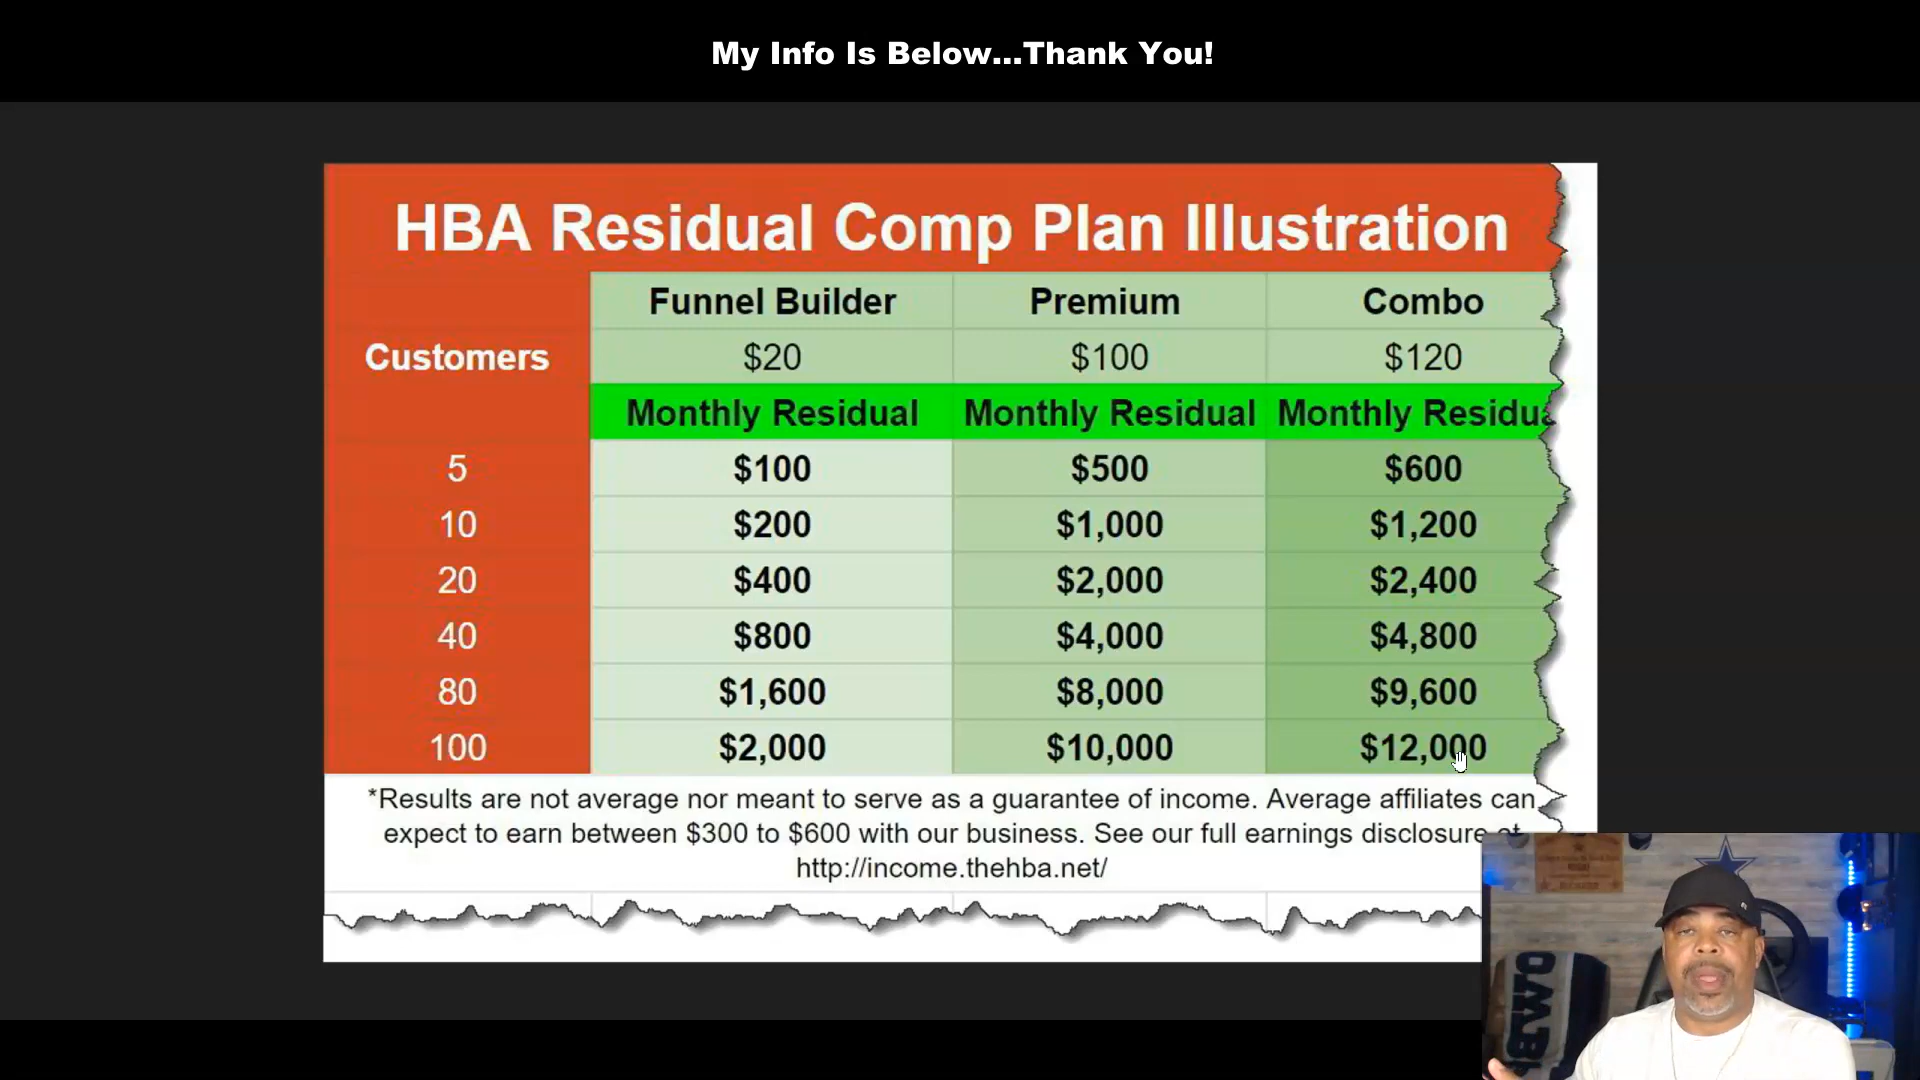 My Info Is Below...Thank You!
HBA Residual Comp Plan Illustration
Funnel Builder Premium Combo
Customers $20 $100 $120
Monthly Residual Monthly Residual Monthly Residua
5 $100 $500 $600
10 $200 $1,000 $1,200
20 $400 $2,000 $2,400
40 $800 $4,000 $4,800
80 $1,600 $8,000 $9,600
100 $2,000 $10,000 $12,000
*Results are not average nor meant to serve as a guarantee of income. Average affiliates can
expect to earn between $300 to $600 with our business. See our full earnings disclosure at
http://income.thehba.net/